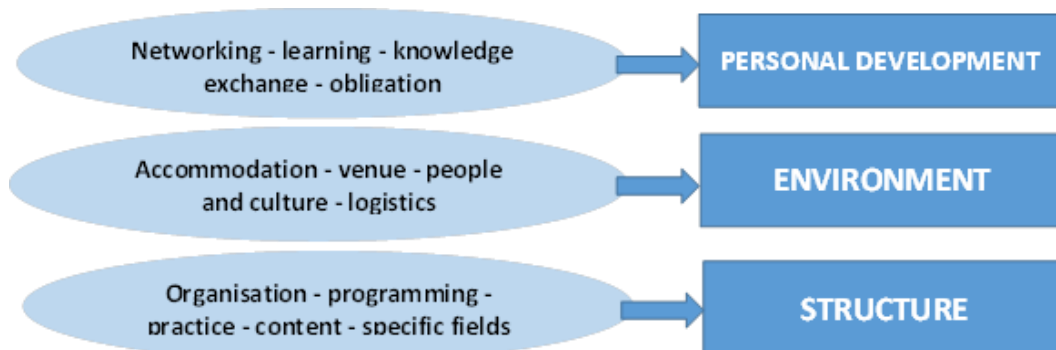 Networking - learning - knowledge
exchange - obligation
PERSONAL DEVELOPMENT
Accommodation - venue - people
and culture - logistics
ENVIRONMENT
Organisation - programming -
practice - content - specific fields
STRUCTURE